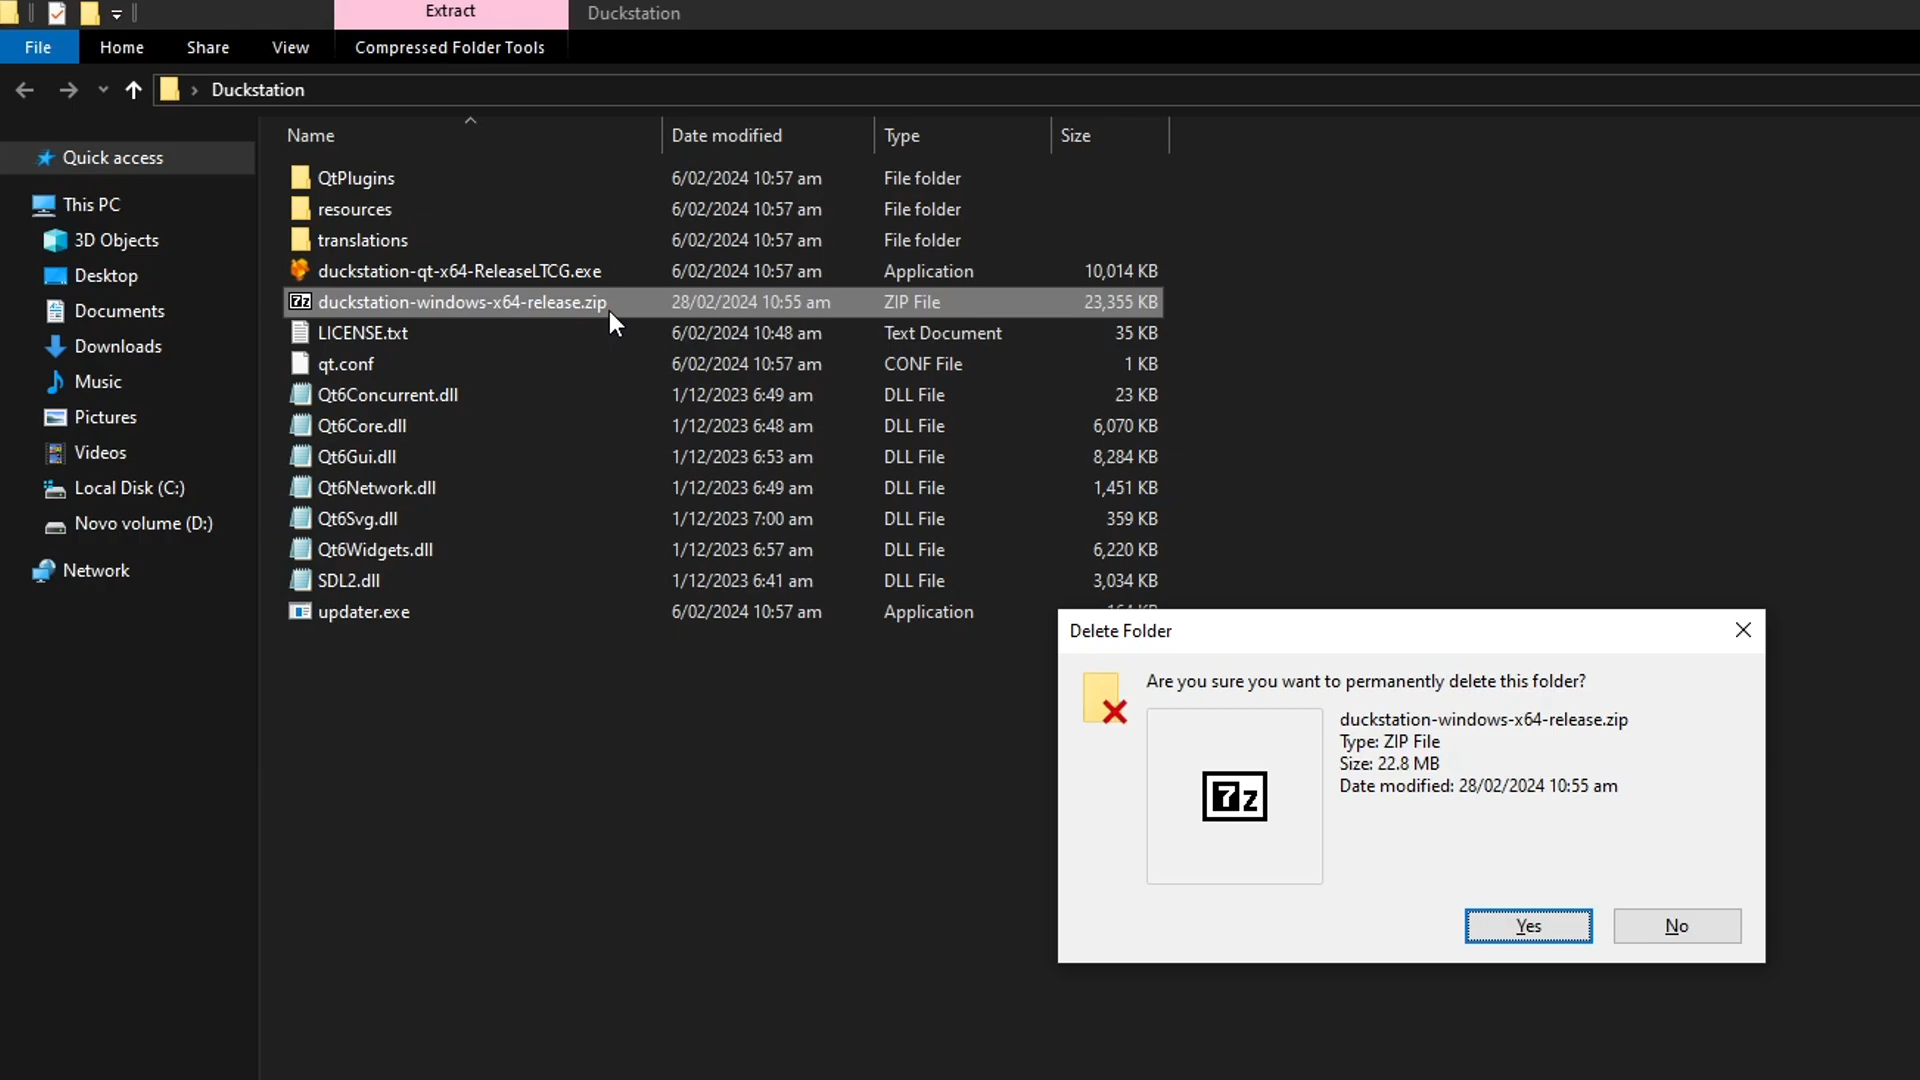 Extract
Duckstation
File Home Share View Compressed Folder Tools
Duckstation
Quick access
This PC
3D Objects
Desktop
Documents
Downloads
Music
Pictures
Videos
Local Disk (C:)
Novo volume (D:)
Network
Name Date modified Type Size
QtPlugins 6/02/2024 10:57 am File folder
resources 6/02/2024 10:57 am File folder
translations 6/02/2024 10:57 am File folder
duckstation-qt-x64-ReleaseLTCG.exe 6/02/2024 10:57 am Application 10,014 KB
duckstation-windows-x64-release.zip 28/02/2024 10:55 am ZIP File 23,355 KB
LICENSE.txt 6/02/2024 10:48 am Text Document 35 KB
qt.conf 6/02/2024 10:57 am CONF File 1 KB
Qt6Concurrent.dll 1/12/2023 6:49 am DLL File 23 KB
Qt6Core.dll 1/12/2023 6:48 am DLL File 6,070 KB
Qt6Gui.dll 1/12/2023 6:53 am DLL File 8,284 KB
Qt6Network.dll 1/12/2023 6:49 am DLL File 1,451 KB
Qt6Svg.dll 1/12/2023 7:00 am DLL File 359 KB
Qt6Widgets.dll 1/12/2023 6:57 am DLL File 6,220 KB
SDL2.dll 1/12/2023 6:41 am DLL File 3,034 KB
updater.exe 6/02/2024 10:57 am Application
Delete Folder
Are you sure you want to permanently delete this folder?
7z
duckstation-windows-x64-release.zip
Type: ZIP File
Size: 22.8 MB
Date modified: 28/02/2024 10:55 am
Yes No